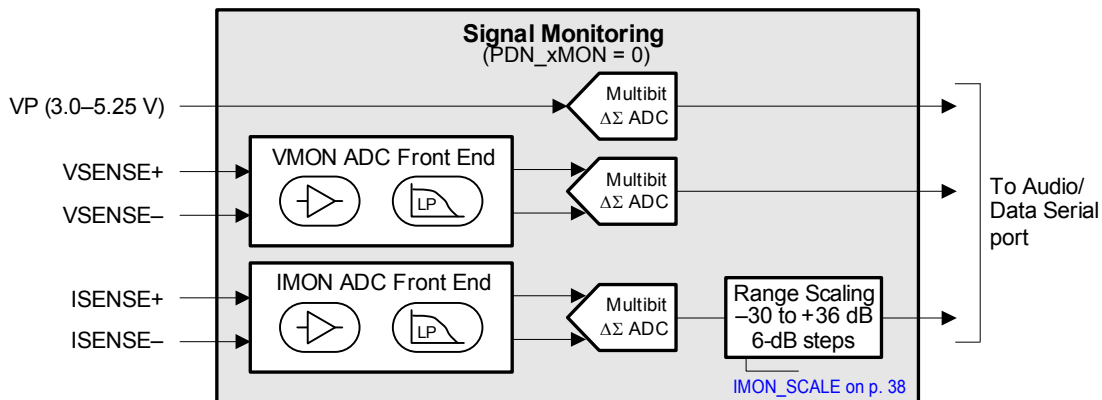 Signal Monitoring
(PDN_xMON = 0)
VP (3.0–5.25 V)
Multibit
ΔΣ ADC
VSENSE+
VSENSE–
VMON ADC Front End
LP
Multibit
ΔΣ ADC
To Audio/
Data Serial
port
ISENSE+
ISENSE–
IMON ADC Front End
LP
Multibit
ΔΣ ADC
Range Scaling
–30 to +36 dB
6-dB steps
IMON_SCALE on p. 38